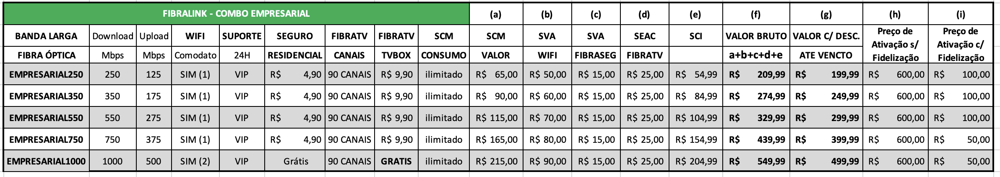 FIBRALINK - COMBO EMPRESARIAL (a) (b) (c) (d) (e) (f) (g) (h) (i)
BANDA LARGA Download Upload WIFI SUPORTE SEGURO FIBRATV FIBRATV SCM SCM SVA SVA SEAC SCI VALOR BRUTO VALOR C/ DESC. Preço de Ativação s/ Fidelização Preço de Ativação c/ Fidelização
FIBRA ÓPTICA Mbps Mbps Comodato 24H RESIDENCIAL CANAIS TVBOX CONSUMO VALOR WIFI FIBRASEG FIBRATV a+b+c+d+e ATE VENCTO
EMPRESARIAL250 250 125 SIM (1) VIP R$ 4,90 90 CANAIS R$ 9,90 ilimitado R$ 65,00 R$ 50,00 R$ 15,00 R$ 25,00 R$ 54,99 R$ 209,99 R$ 199,99 R$ 600,00 R$ 100,00
EMPRESARIAL350 350 175 SIM (1) VIP R$ 4,90 90 CANAIS R$ 9,90 ilimitado R$ 90,00 R$ 60,00 R$ 15,00 R$ 25,00 R$ 84,99 R$ 274,99 R$ 249,99 R$ 600,00 R$ 100,00
EMPRESARIAL550 550 275 SIM (1) VIP R$ 4,90 90 CANAIS R$ 9,90 ilimitado R$ 115,00 R$ 70,00 R$ 15,00 R$ 25,00 R$ 104,99 R$ 329,99 R$ 299,99 R$ 600,00 R$ 100,00
EMPRESARIAL750 750 375 SIM (1) VIP R$ 4,90 90 CANAIS R$ 9,90 ilimitado R$ 165,00 R$ 80,00 R$ 15,00 R$ 25,00 R$ 154,99 R$ 439,99 R$ 399,99 R$ 600,00 R$ 50,00
EMPRESARIAL1000 1000 500 SIM (2) VIP Grátis 90 CANAIS GRATIS ilimitado R$ 215,00 R$ 90,00 R$ 15,00 R$ 25,00 R$ 204,99 R$ 549,99 R$ 499,99 R$ 600,00 R$ 50,00